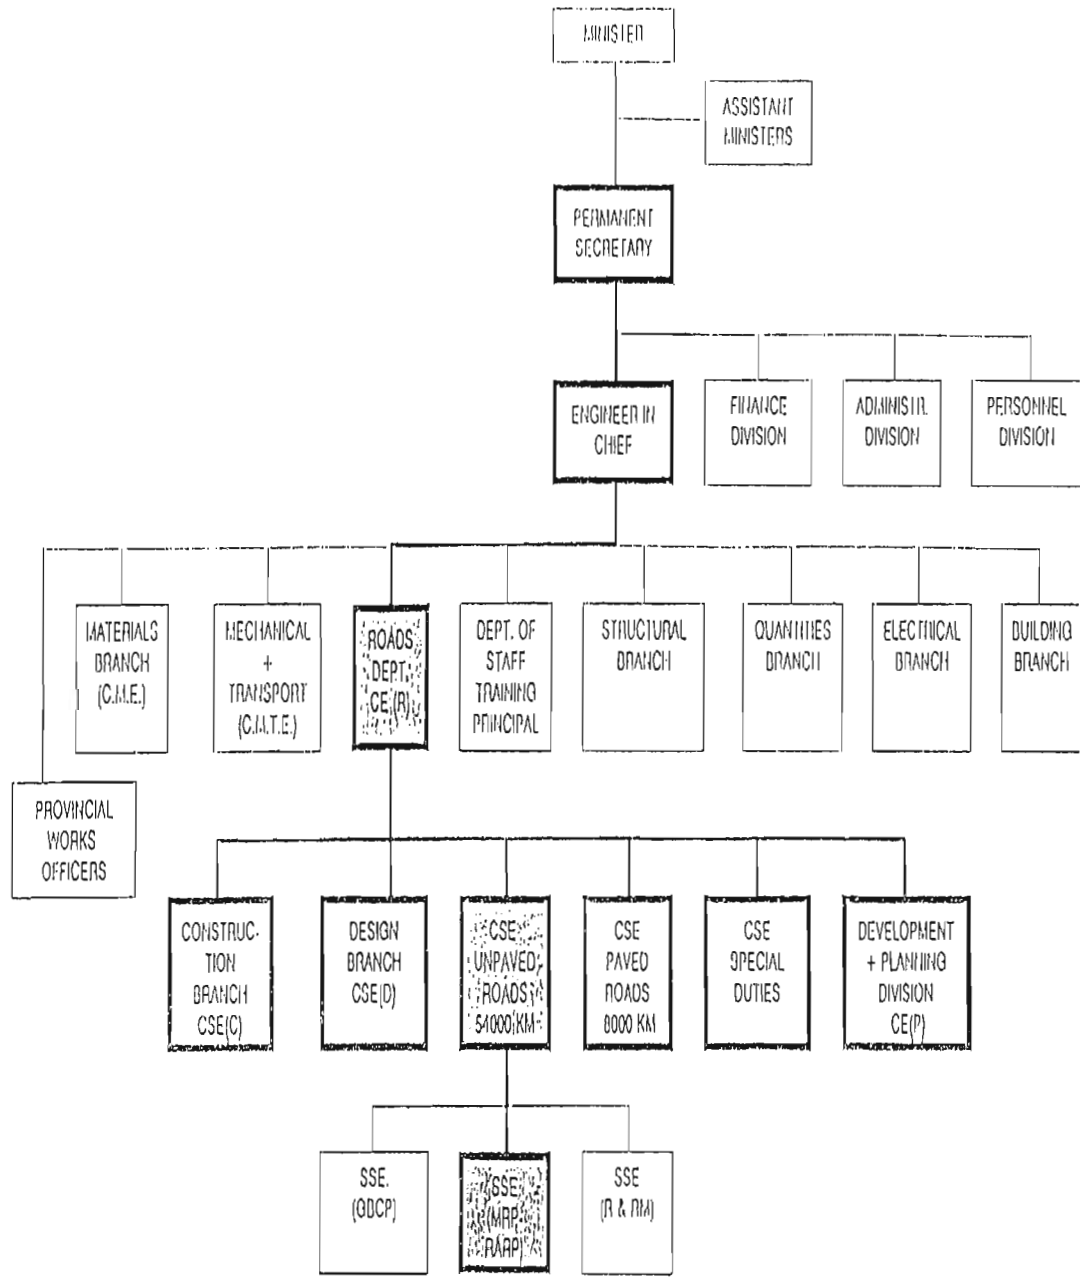 MINISTER
ASSISTANT
MINISTERS
PERMANENT
SECRETARY
ENGINEER IN
CHIEF
FINANCE
DIVISION
ADMINISTR.
DIVISION
PERSONNEL
DIVISION
MATERIALS
BRANCH
(C.M.E.)
MECHANICAL
+
TRANSPORT
(C.M.T.E.)
ROADS
DEPT.
CE (R)
DEPT. OF
STAFF
TRAINING
PRINCIPAL
STRUCTURAL
BRANCH
QUANTITIES
BRANCH
ELECTRICAL
BRANCH
BUILDING
BRANCH
PROVINCIAL
WORKS
OFFICERS
CONSTRUC-
TION
BRANCH
CSE(C)
DESIGN
BRANCH
CSE(D)
CSE
UNPAVED
ROADS
54000 KM
CSE
PAVED
ROADS
8000 KM
CSE
SPECIAL
DUTIES
DEVELOPMENT
+ PLANNING
DIVISION
CE(P)
SSE.
(GBCP)
SSE
(MRP-
RARP)
SSE
(R & RM)